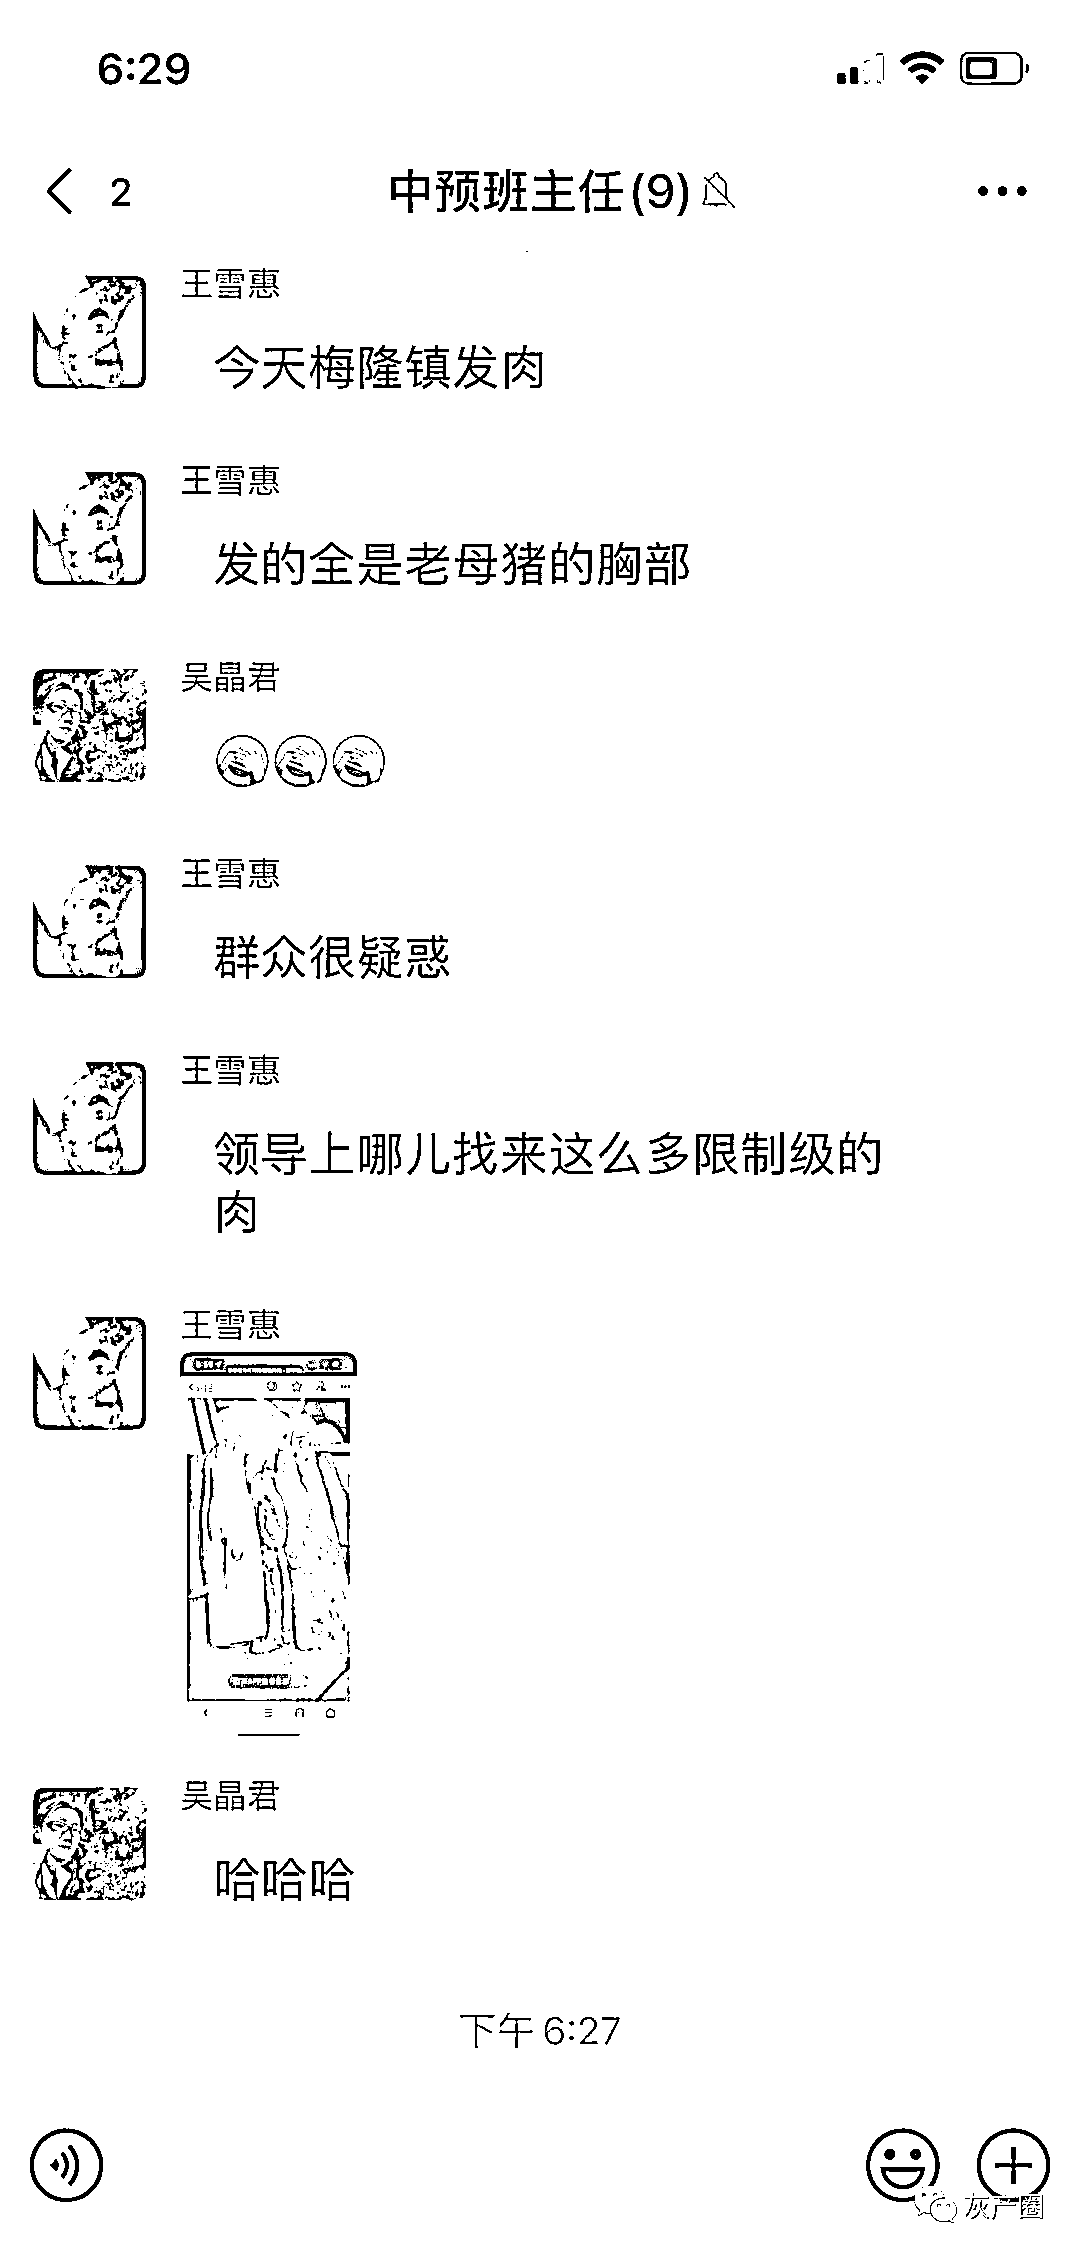 6:29
2
中预班主任(9)
王雪惠
今天梅隆镇发肉
王雪惠
发的全是老母猪的胸部
吴晶君
王雪惠
群众很疑惑
王雪惠
领导上哪儿找来这么多限制级的
肉
王雪惠
吴晶君
哈哈哈
下午 6:27
灰产圈